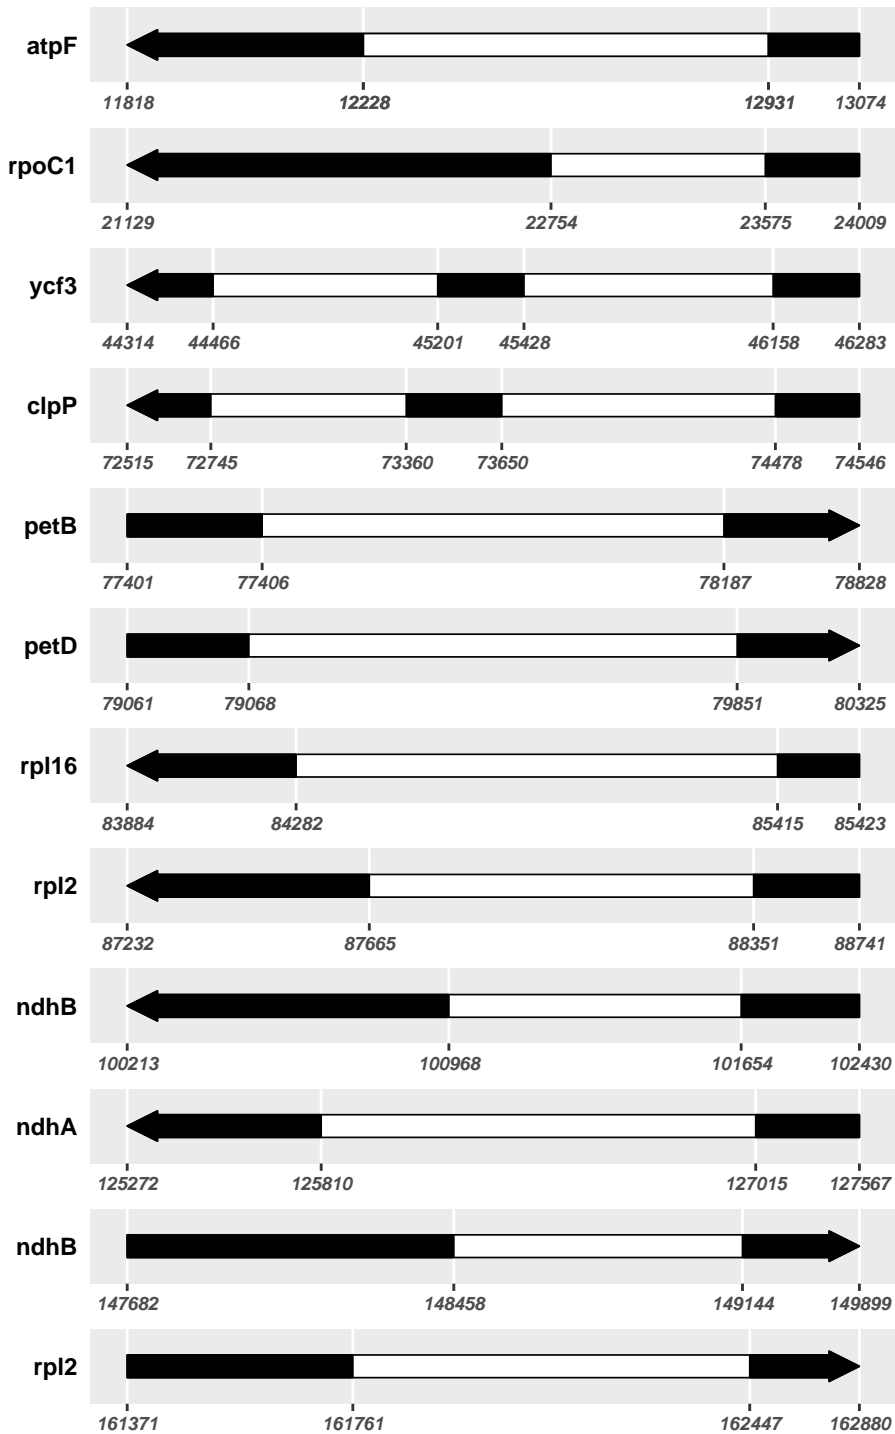 atpF
11818 12228 12931 13074
rpoC1
21129 22754 23575 24009
ycf3
44314 44466 45201 45428 46158 46283
clpP
72515 72745 73360 73650 74478 74546
petB
77401 77406 78187 78828
petD
79061 79068 79851 80325
rpl16
83884 84282 85415 85423
rpl2
87232 87665 88351 88741
ndhB
100213 100968 101654 102430
ndhA
125272 125810 127015 127567
ndhB
147682 148458 149144 149899
rpl2
161371 161761 162447 162880